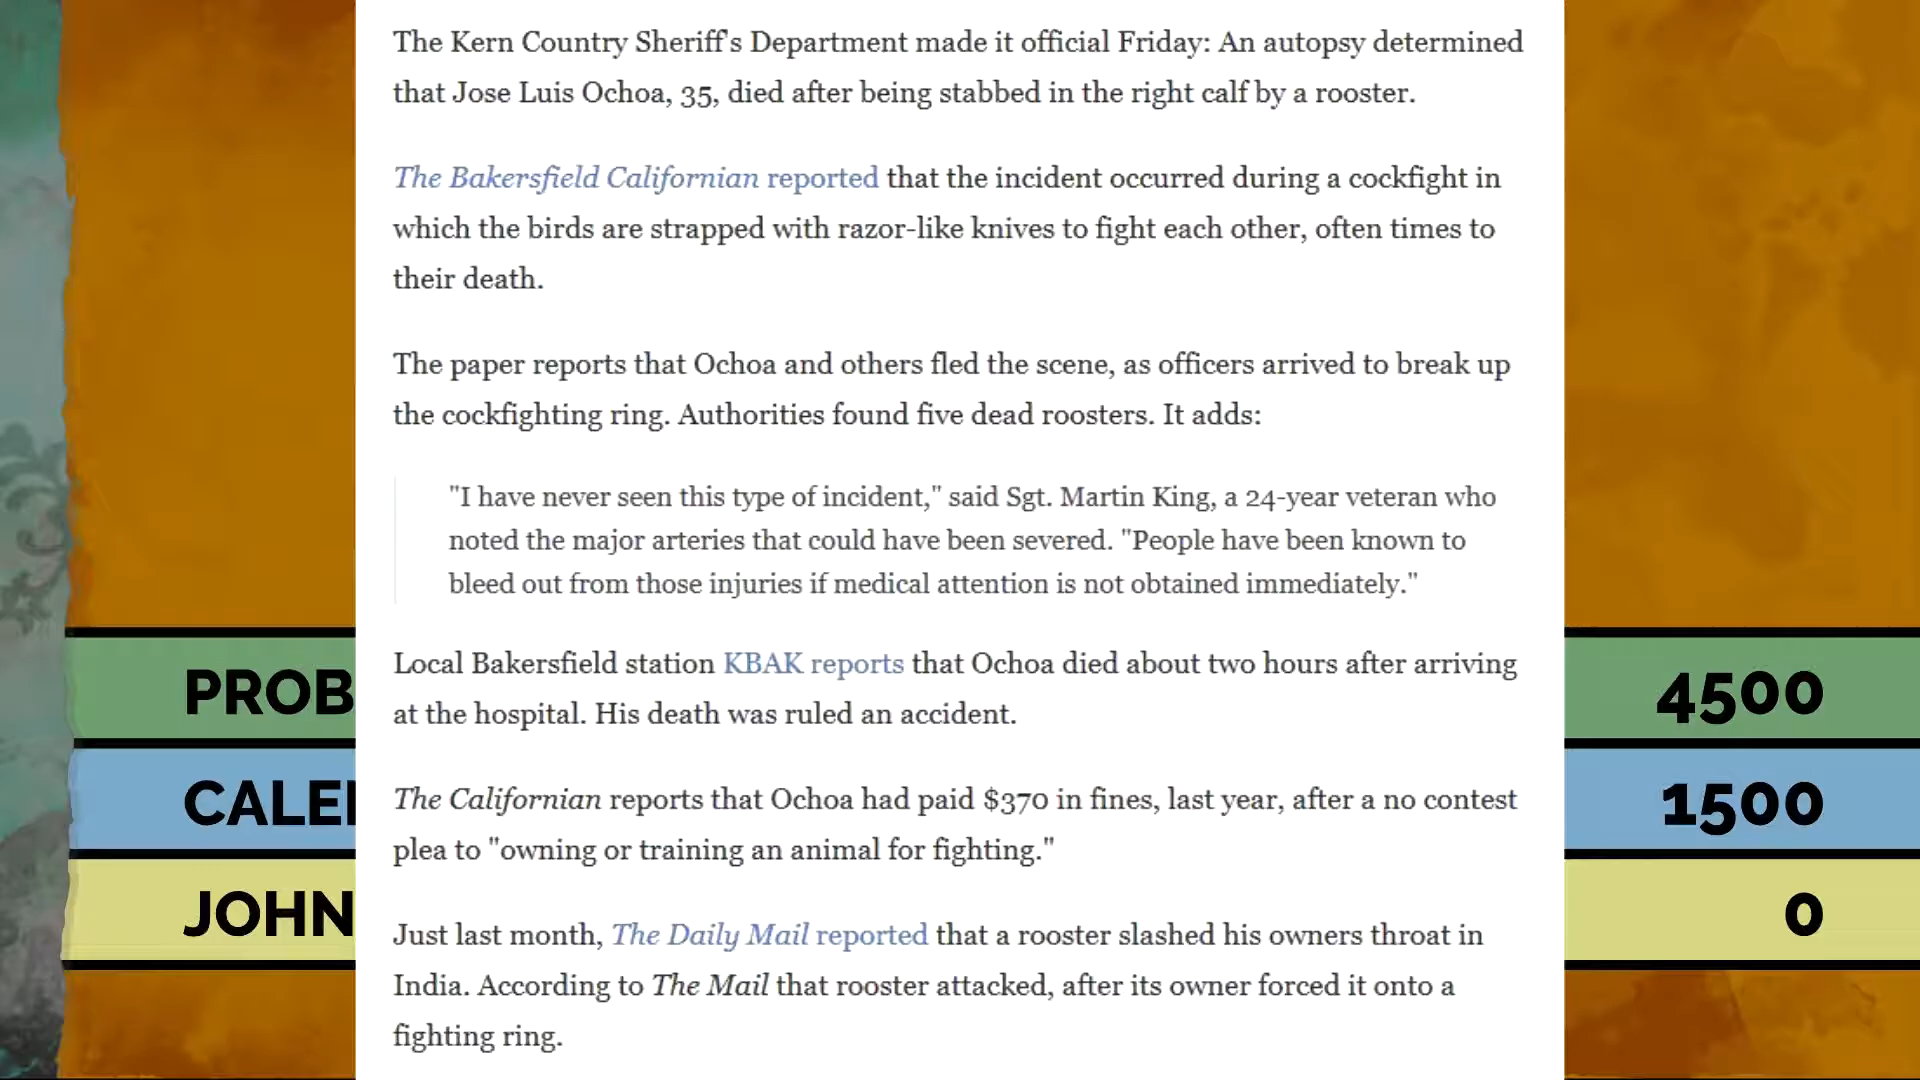 The Kern Country Sheriff's Department made it official Friday: An autopsy determined
that Jose Luis Ochoa, 35, died after being stabbed in the right calf by a rooster.
The Bakersfield Californian reported that the incident occurred during a cockfight in
which the birds are strapped with razor-like knives to fight each other, often times to
their death.
The paper reports that Ochoa and others fled the scene, as officers arrived to break up
the cockfighting ring. Authorities found five dead roosters. It adds:
"I have never seen this type of incident," said Sgt. Martin King, a 24-year veteran who
noted the major arteries that could have been severed. "People have been known to
bleed out from those injuries if medical attention is not obtained immediately."
Local Bakersfield station KBAK reports that Ochoa died about two hours after arriving
at the hospital. His death was ruled an accident.
The Californian reports that Ochoa had paid $370 in fines, last year, after a no contest
plea to "owning or training an animal for fighting."
Just last month, The Daily Mail reported that a rooster slashed his owners throat in
India. According to The Mail that rooster attacked, after its owner forced it onto a
fighting ring.
PROB 4500
CALE 1500
JOHN 0